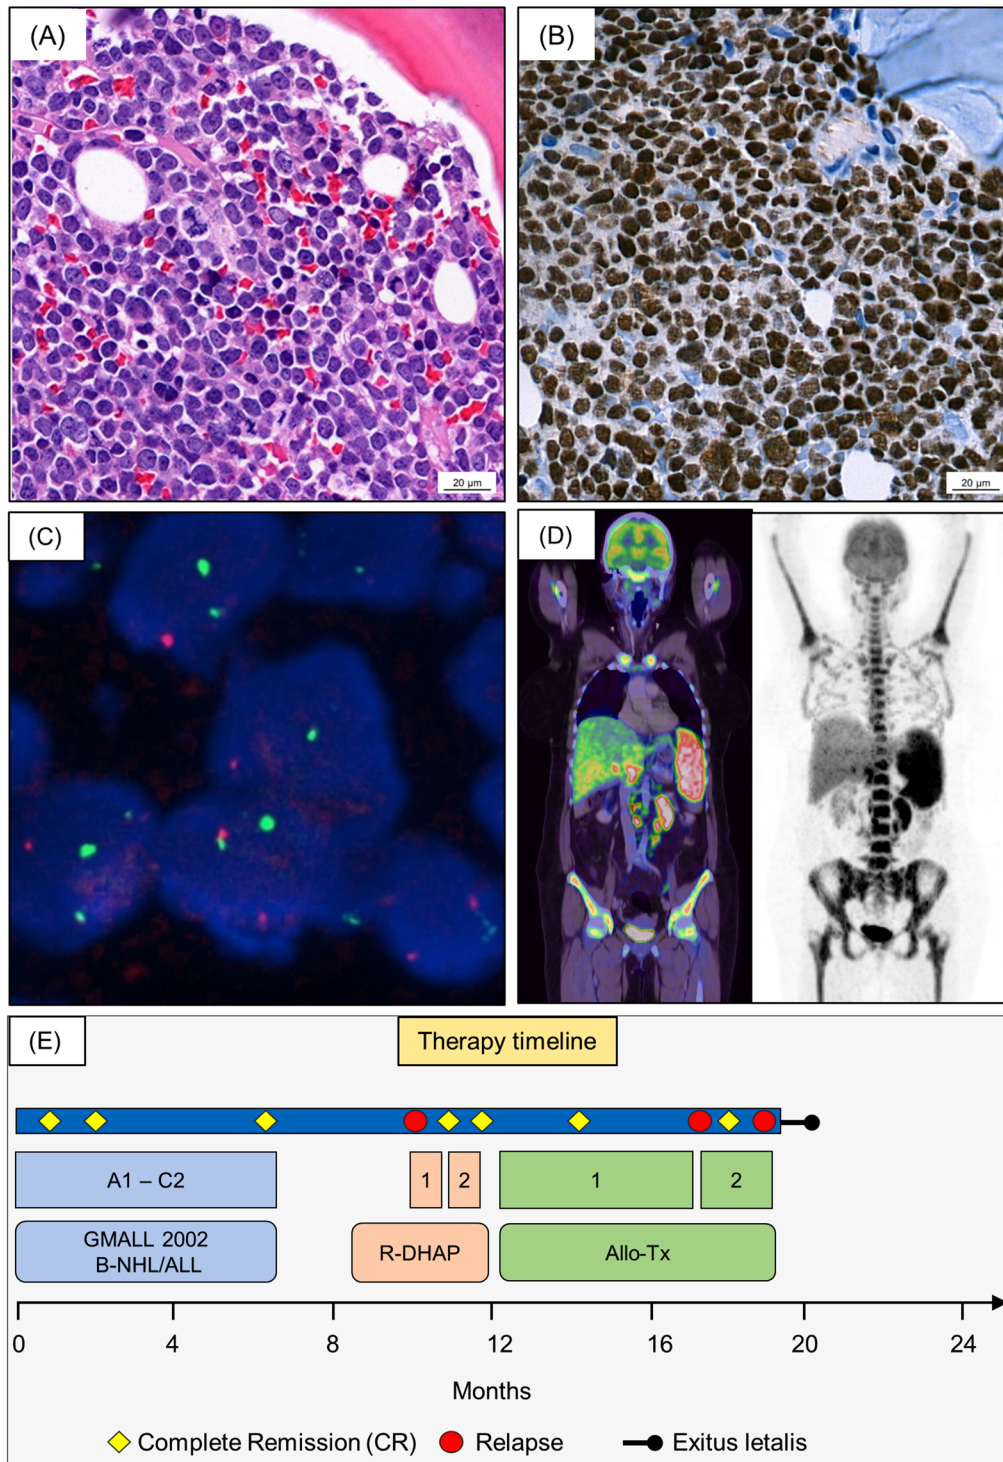 (A)
20 µm
(B)
20 µm
(C)
(D)
(E)
Therapy timeline
A1 – C2
1
2
1
2
GMALL 2002
B-NHL/ALL
R-DHAP
Allo-Tx
0
4
8
12
16
20
24
Months
Complete Remission (CR)
Relapse
Exitus letalis